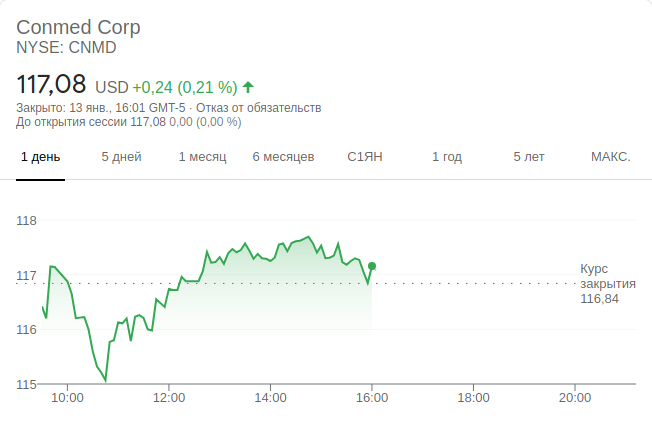 Conmed Corp
NYSE: CNMD
117,08 USD +0,24 (0,21 %)
Закрыто: 13 янв., 16:01 GMT-5 · Отказ от обязательств
До открытия сессии 117,08 0,00 (0,00 %)
1 день 5 дней 1 месяц 6 месяцев С1ЯН 1 год 5 лет МАКС.
118
117
116
115
Курс
закрытия
116,84
10:00 12:00 14:00 16:00 18:00 20:00